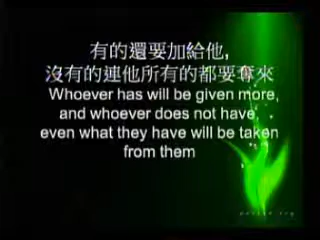 有的還要加給他,
沒有的連他所有的都要奪來
Whoever has will be given more,
and whoever does not have,
even what they have will be taken
from them